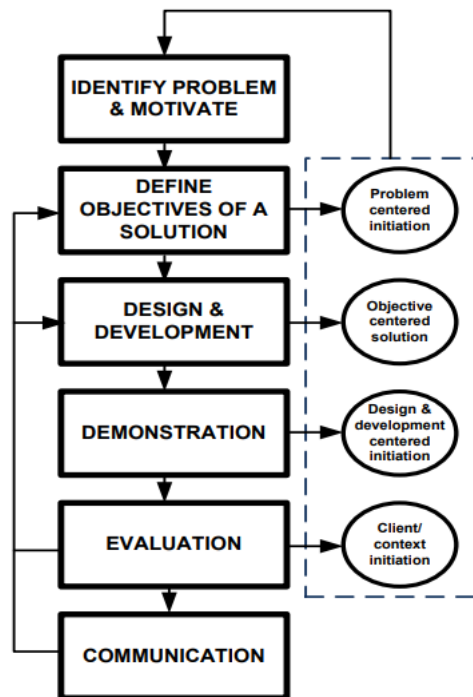 IDENTIFY PROBLEM
& MOTIVATE
DEFINE
OBJECTIVES OF A
SOLUTION
Problem
centered
initiation
DESIGN &
DEVELOPMENT
Objective
centered
solution
DEMONSTRATION
Design &
development
centered
initiation
EVALUATION
Client/
context
initiation
COMMUNICATION